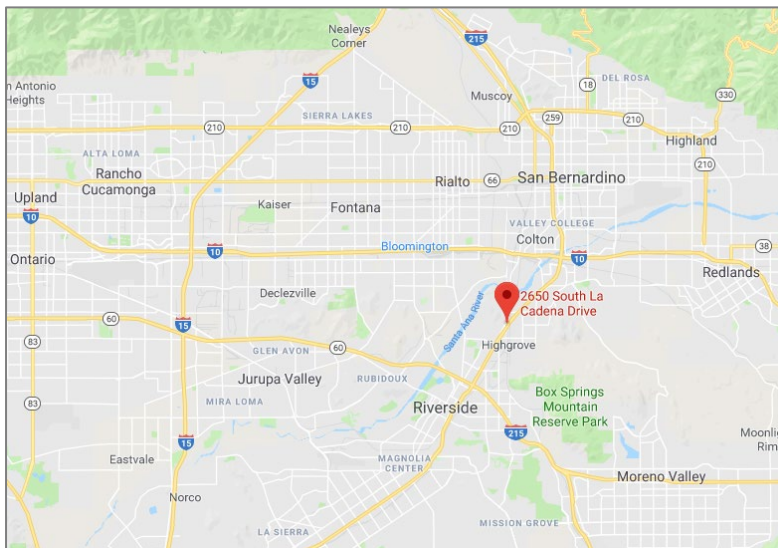 Nealeys
Corner
215
15
DEL ROSA
an Antonio
Heights
Muscoy
18
330
SIERRA LAKES
259
210
210
210
210
Highland
ALTA LOMA
210
Rancho
Cucamonga
Rialto
66
San Bernardino
Upland
Kaiser
Fontana
10
VALLEY COLLEGE
Bloomington
Colton
38
10
10
Ontario
Redlands
Declezville
2650 South La
Cadena Drive
60
15
Santa Ana River
83
GLEN AVON
60
Highgrove
Jurupa Valley
RUBIDOUX
Box Springs
Mountain
Reserve Park
83
MIRA LOMA
Riverside
215
Moonli
Rim
15
Eastvale
MAGNOLIA
CENTER
Moreno Valley
Norco
LA SIERRA
MISSION GROVE